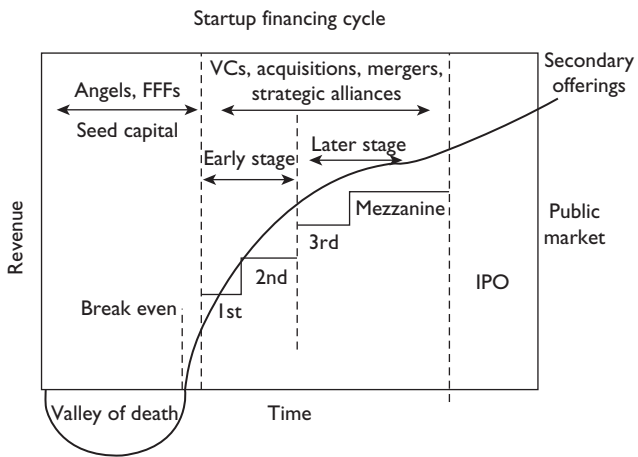 Startup financing cycle
VCs, acquisitions, mergers,
strategic alliances
Secondary
offerings
Angels, FFFs
Seed capital
Early stage
Later stage
Mezzanine
3rd
2nd
1st
Public
market
IPO
Revenue
Break even
Valley of death
Time